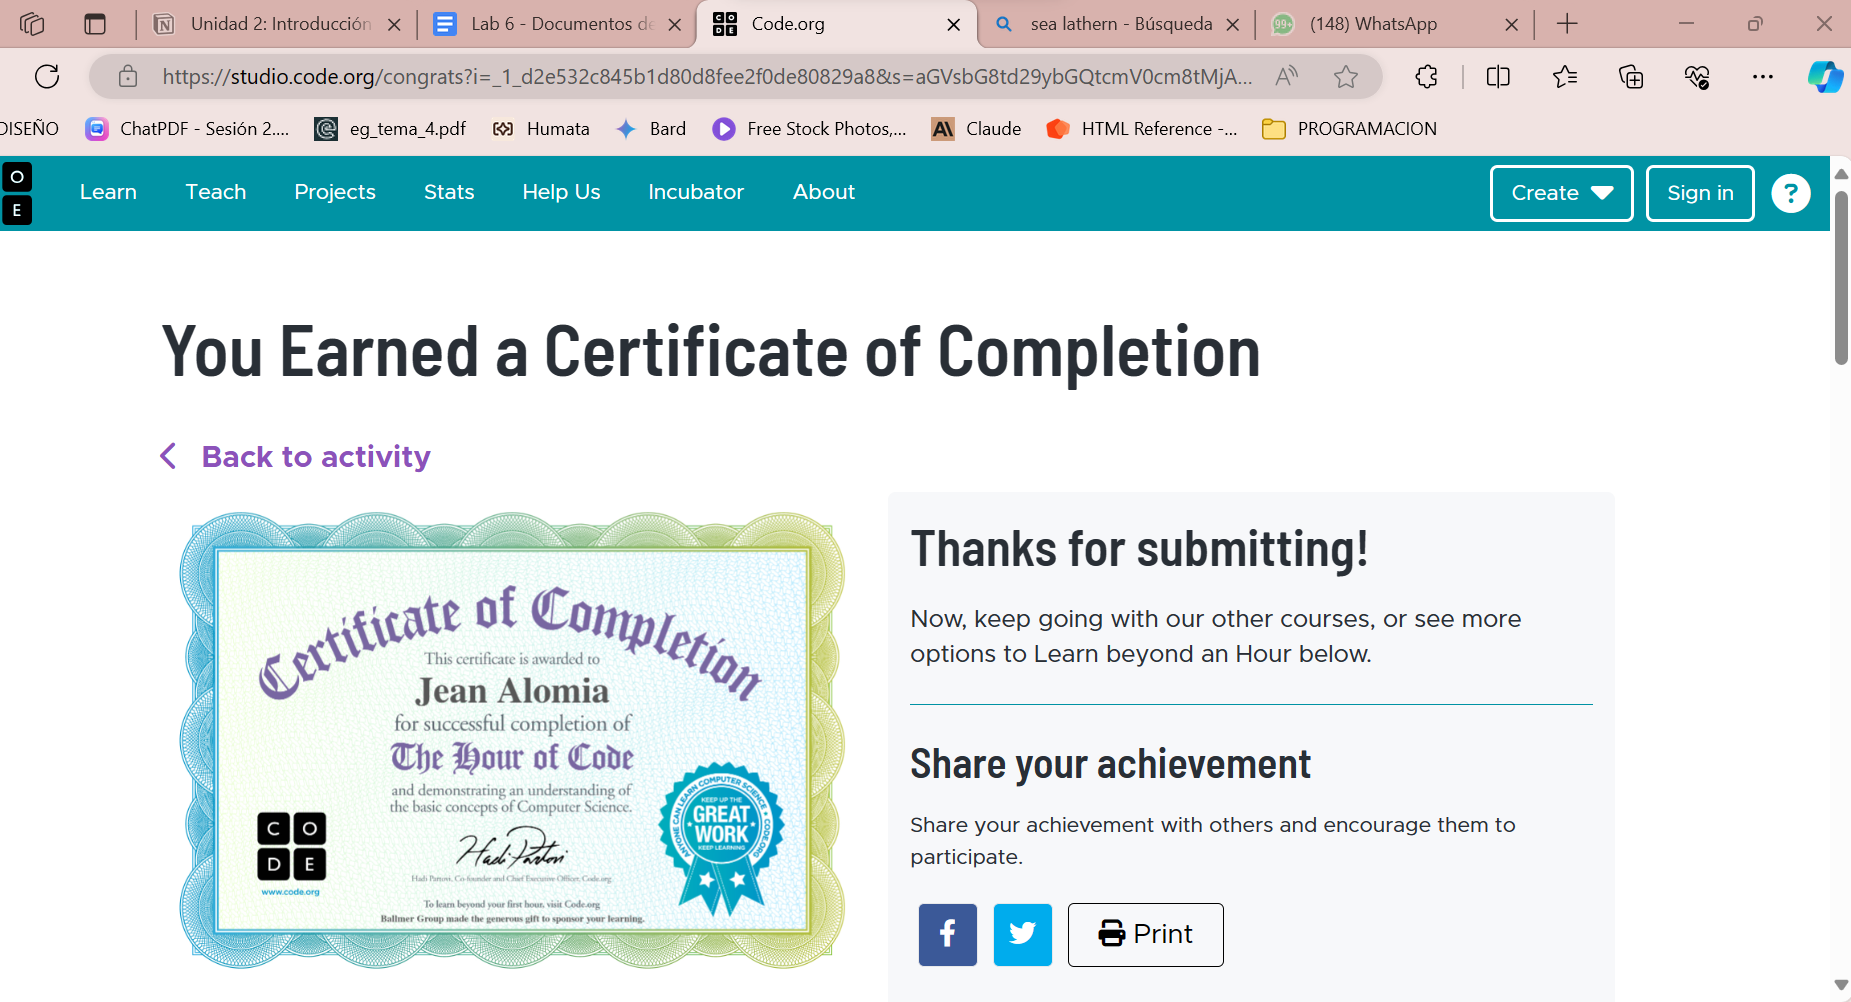 Unidad 2: Introducción
Lab 6 - Documentos de
Code.org
sea lathern - Búsqueda
99+
(148) WhatsApp
https://studio.code.org/congrats?i=_1_d2e532c845b1d80d8fee2f0de80829a8&s=aGVsbG8td29ybGQtcmV0cm8tMjA...
DISEÑO
ChatPDF - Sesión 2....
eg_tema_4.pdf
Humata
Bard
Free Stock Photos,...
Claude
HTML Reference -...
PROGRAMACION
O
E
Learn
Teach
Projects
Stats
Help Us
Incubator
About
Create
Sign in
?
You Earned a Certificate of Completion
Back to activity
Certificate of Completion
This certificate is awarded to
Jean Alomia
for successful completion of
The Hour of Code
and demonstrating an understanding of
the basic concepts of Computer Science.
Hadi Partovi, Co-founder and Chief Executive Officer, Code.org
To learn beyond your first hour, visit Code.org
Ballmer Group made the generous gift to sponsor your learning.
C O
D E
www.code.org
ANYONE CAN LEARN COMPUTER SCIENCE • CODE.ORG
KEEP UP THE
GREAT
WORK
KEEP LEARNING
Thanks for submitting!
Now, keep going with our other courses, or see more
options to Learn beyond an Hour below.
Share your achievement
Share your achievement with others and encourage them to
participate.
Print